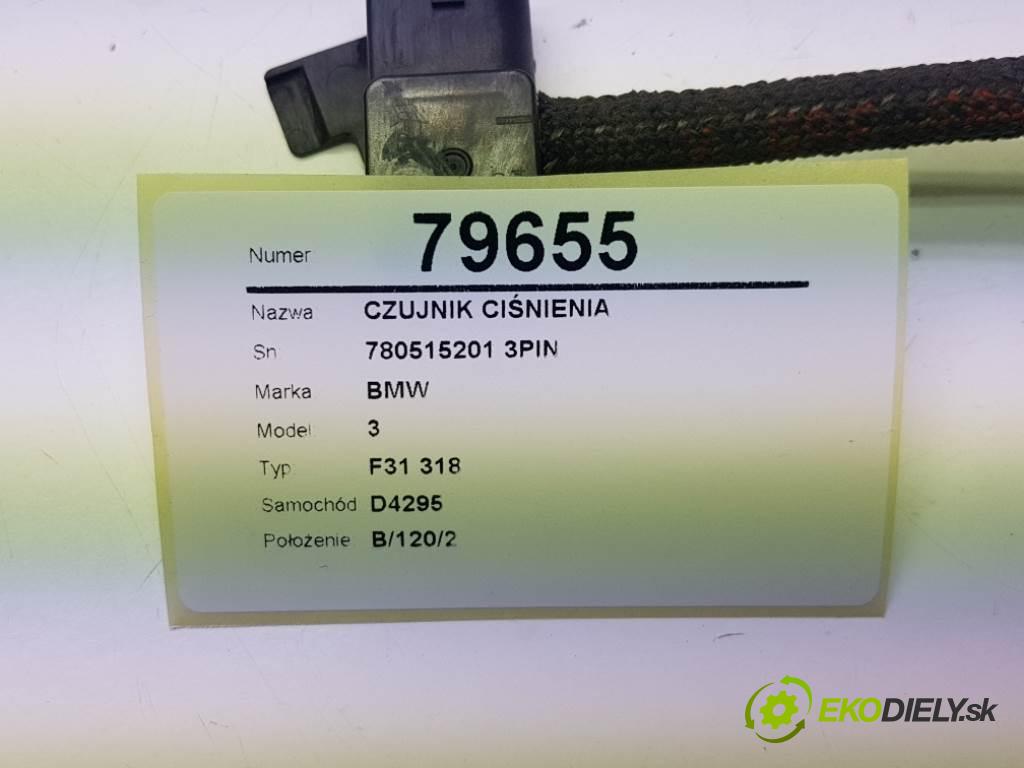 Numer 79655
Nazwa CZUJNIK CIŚNIENIA
Sn 780515201 3PIN
Marka BMW
Model 3
Typ F31 318
Samochód D4295
Położenie B/120/2
EKODIELY.sk